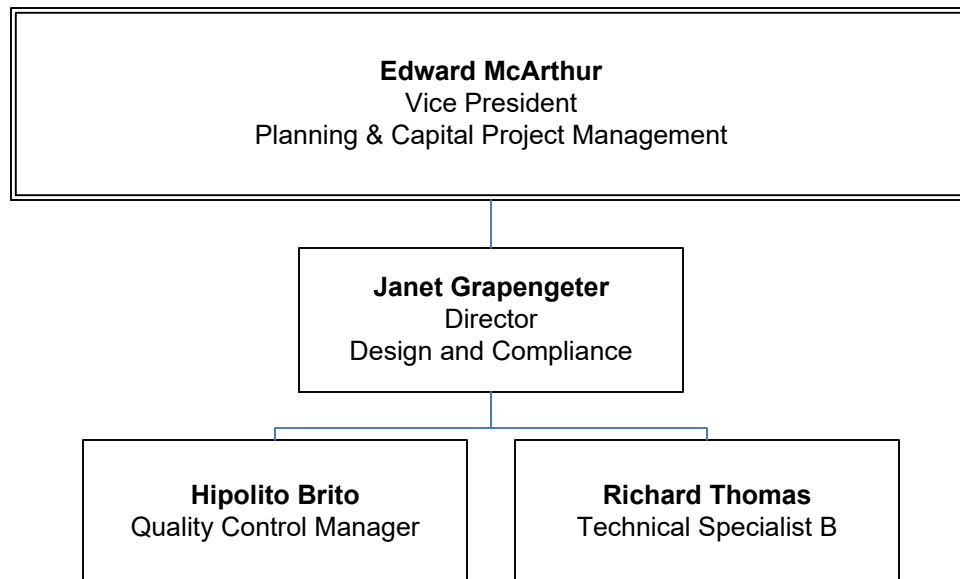 Edward McArthur
Vice President
Planning & Capital Project Management
Janet Grapengeter
Director
Design and Compliance
Hipolito Brito
Quality Control Manager
Richard Thomas
Technical Specialist B